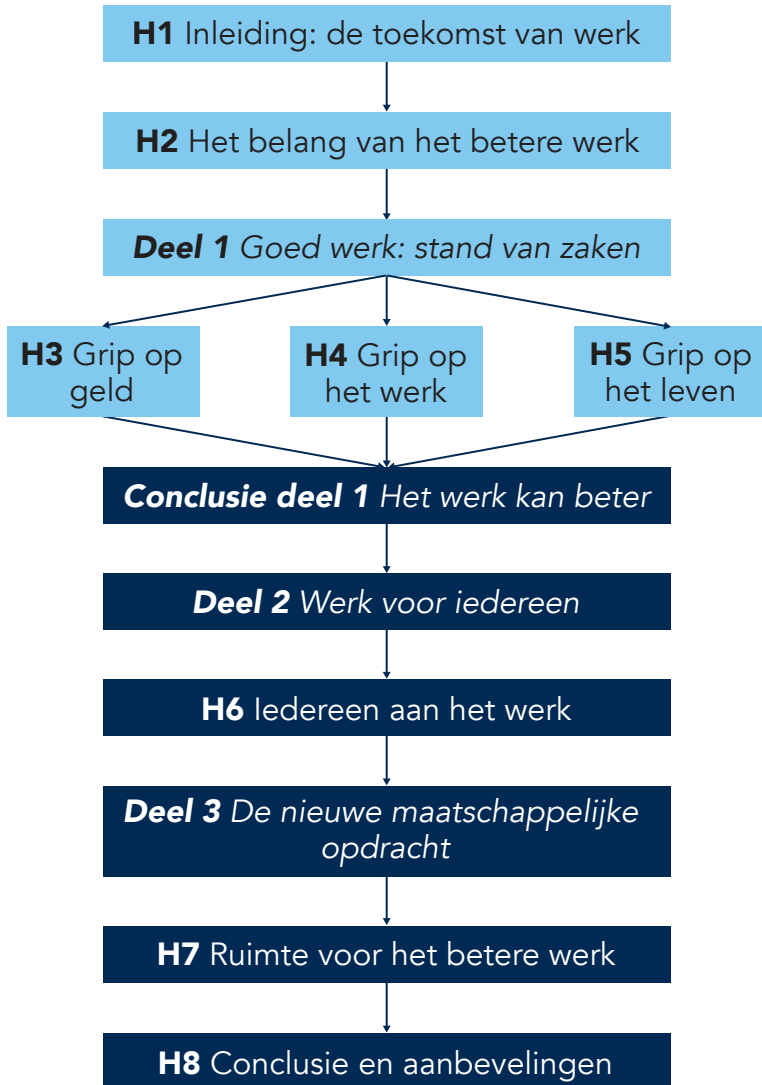 H1 Inleiding: de toekomst van werk
H2 Het belang van het betere werk
Deel 1 Goed werk: stand van zaken
H3 Grip op
geld
H4 Grip op
het werk
H5 Grip op
het leven
Conclusie deel 1 Het werk kan beter
Deel 2 Werk voor iedereen
H6 Iedereen aan het werk
Deel 3 De nieuwe maatschappelijke
opdracht
H7 Ruimte voor het betere werk
H8 Conclusie en aanbevelingen